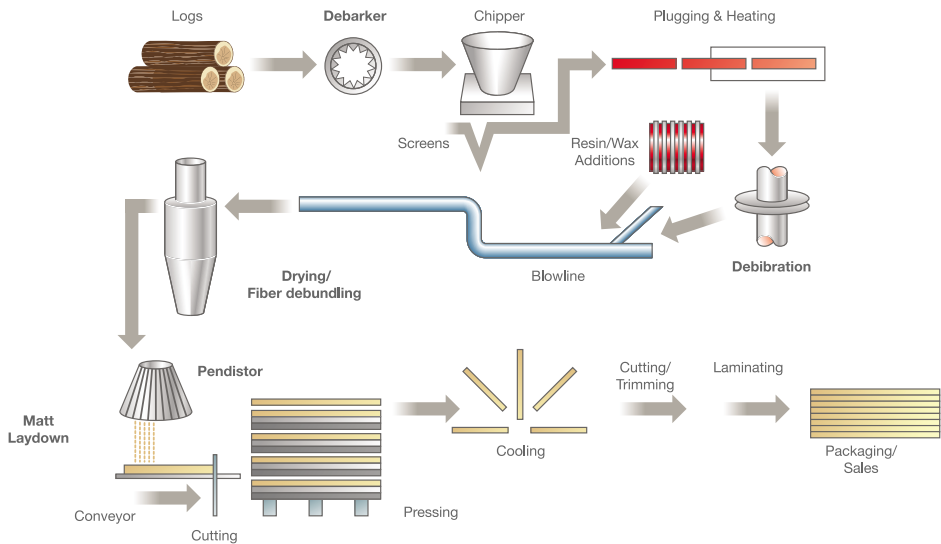 Logs
Debarker
Chipper
Plugging & Heating
Screens
Resin/Wax
Additions
Drying/
Fiber debundling
Blowline
Debibration
Pendistor
Matt
Laydown
Conveyor
Cutting
Pressing
Cooling
Cutting/
Trimming
Laminating
Packaging/
Sales